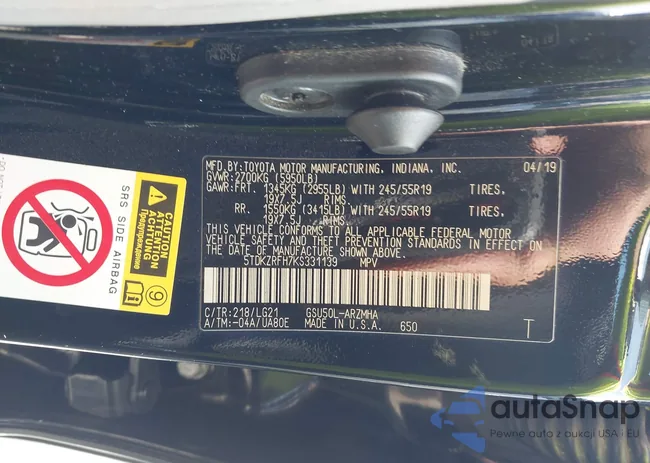 MFD. BY: TOYOTA MOTOR MANUFACTURING, INDIANA, INC. 04/19
GVWR: 2700KG (5950LB)
GAWR: FRT. 1345KG (2955LB) WITH 245/55R19 TIRES,
19X7.5J RIMS,
RR. 1550KG (3415LB) WITH 245/55R19 TIRES,
19X7.5J RIMS,
THIS VEHICLE CONFORMS TO ALL APPLICABLE FEDERAL MOTOR
VEHICLE SAFETY AND THEFT PREVENTION STANDARDS IN EFFECT ON
THE DATE OF MANUFACTURE SHOWN ABOVE.
5TDKZRFH7KS331139 MPV
C/TR: 218/LG21 GSU50L-ARZMHA
A/TM: -04A/UA80E MADE IN U.S.A. 650 T
SRS SIDE AIRBAG
CAUTION
ATTENTION
ACHTUNG
Предупреждение
9
i
autoSnap
Pewne auto z aukcji USA i EU